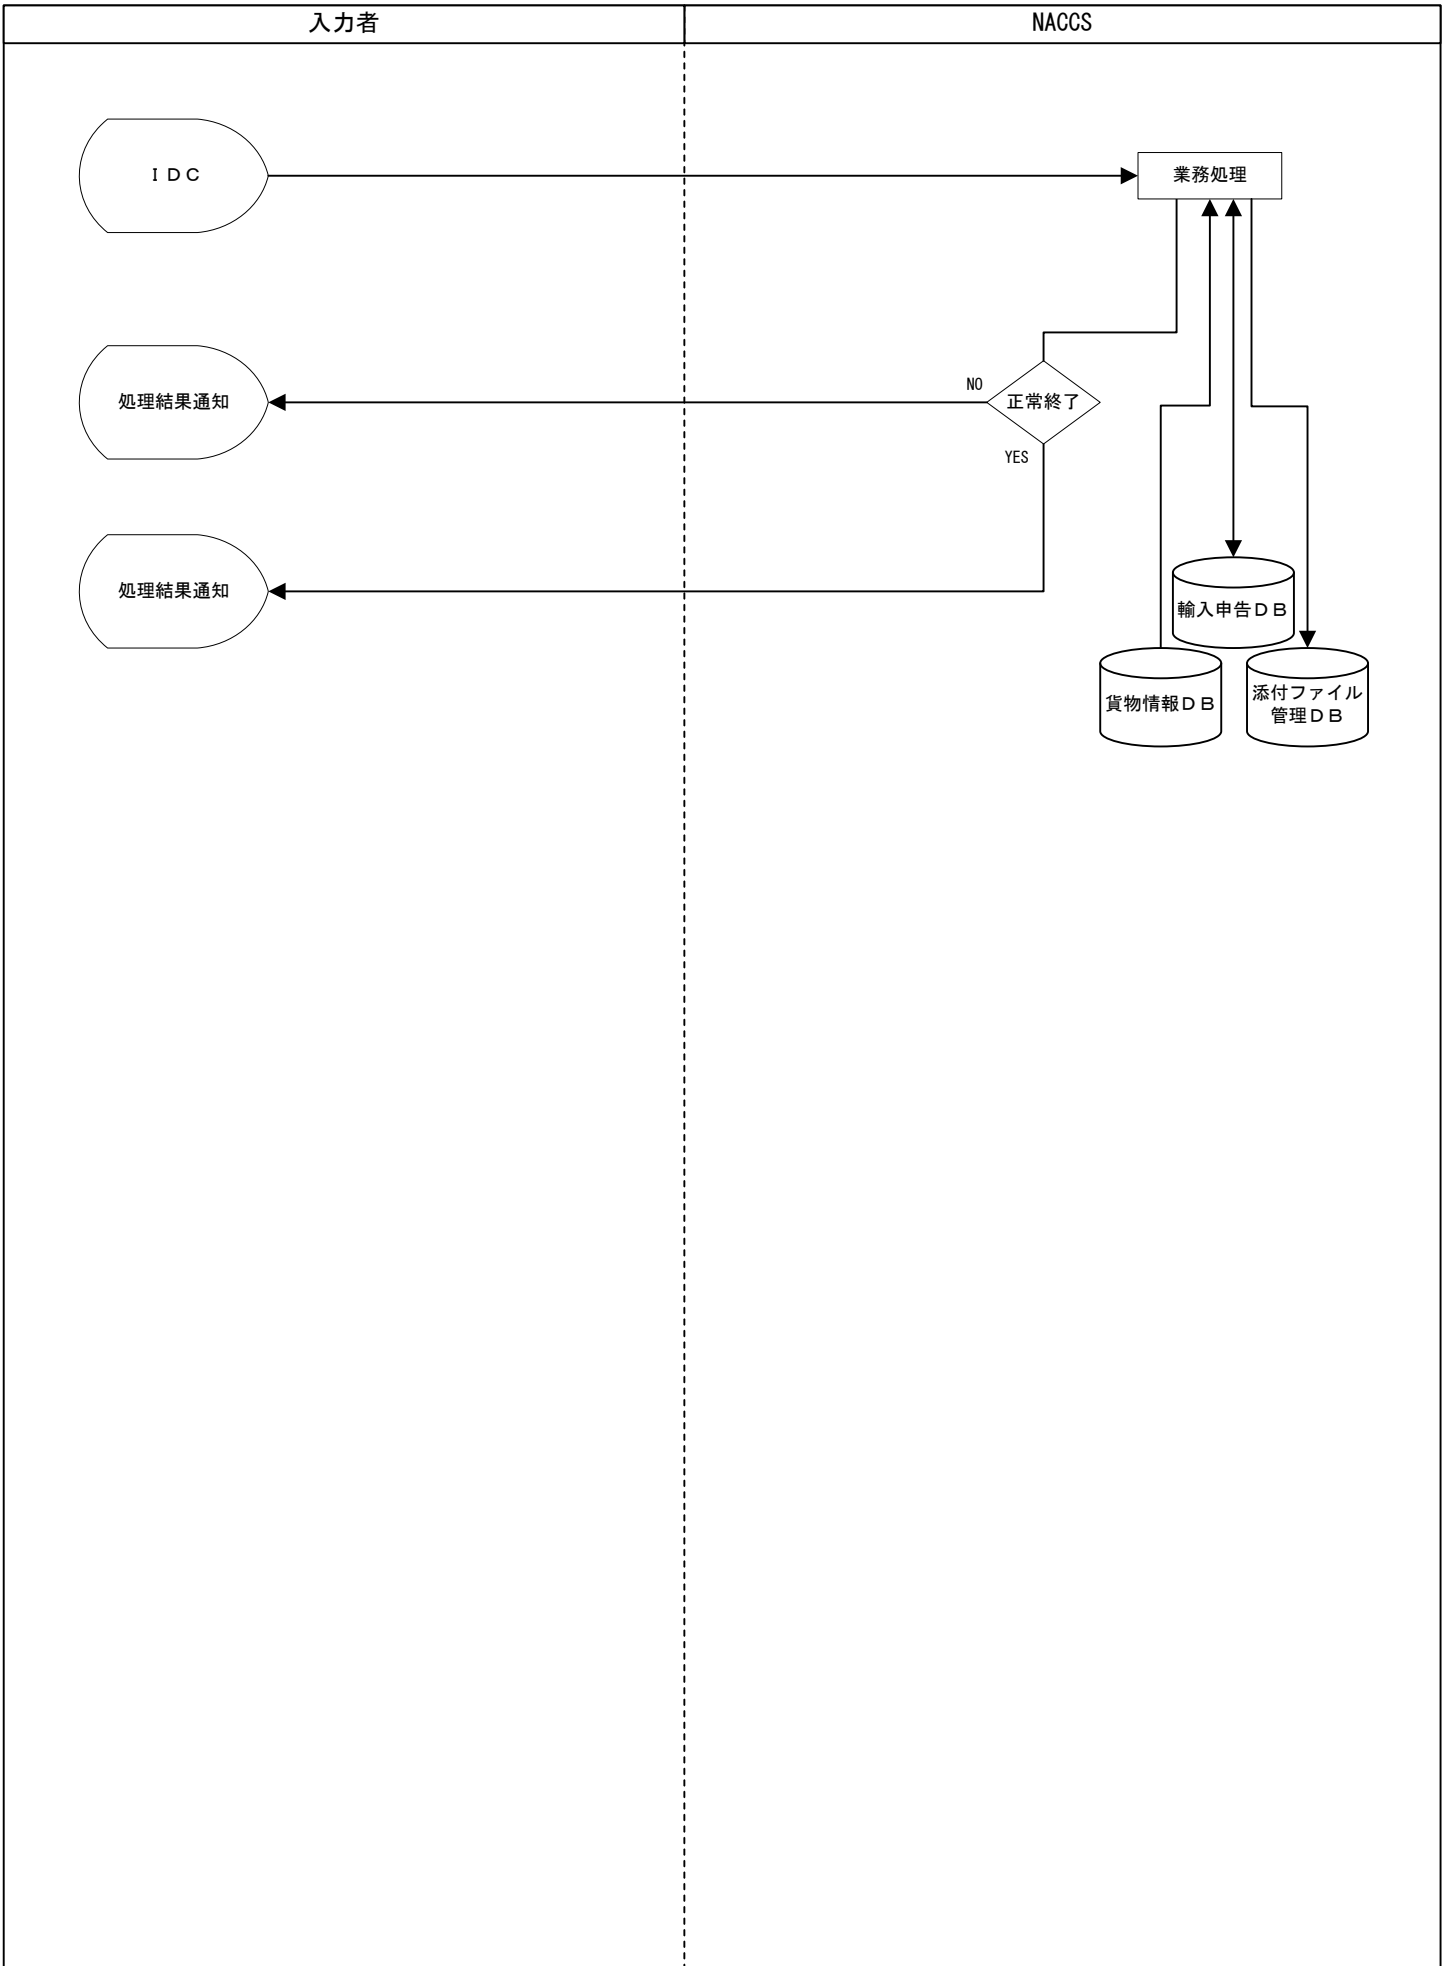 入力者
NACCS
ＩＤＣ
業務処理
処理結果通知
NO
正常終了
YES
処理結果通知
輸入申告ＤＢ
貨物情報ＤＢ
添付ファイル
管理ＤＢ